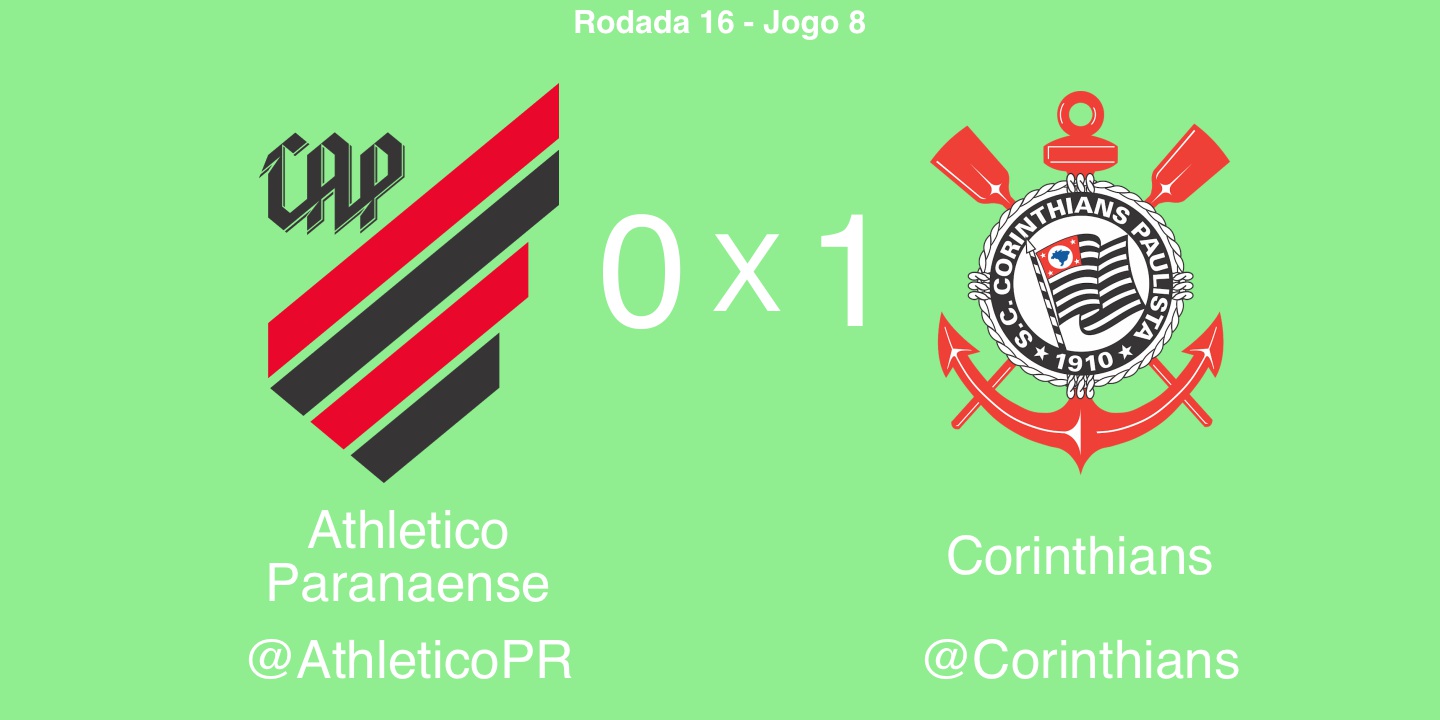 Rodada 16 - Jogo 8
CAP
0 X 1
S.C. CORINTHIANS PAULISTA
1910
Athletico
Paranaense
Corinthians
@AthleticoPR
@Corinthians